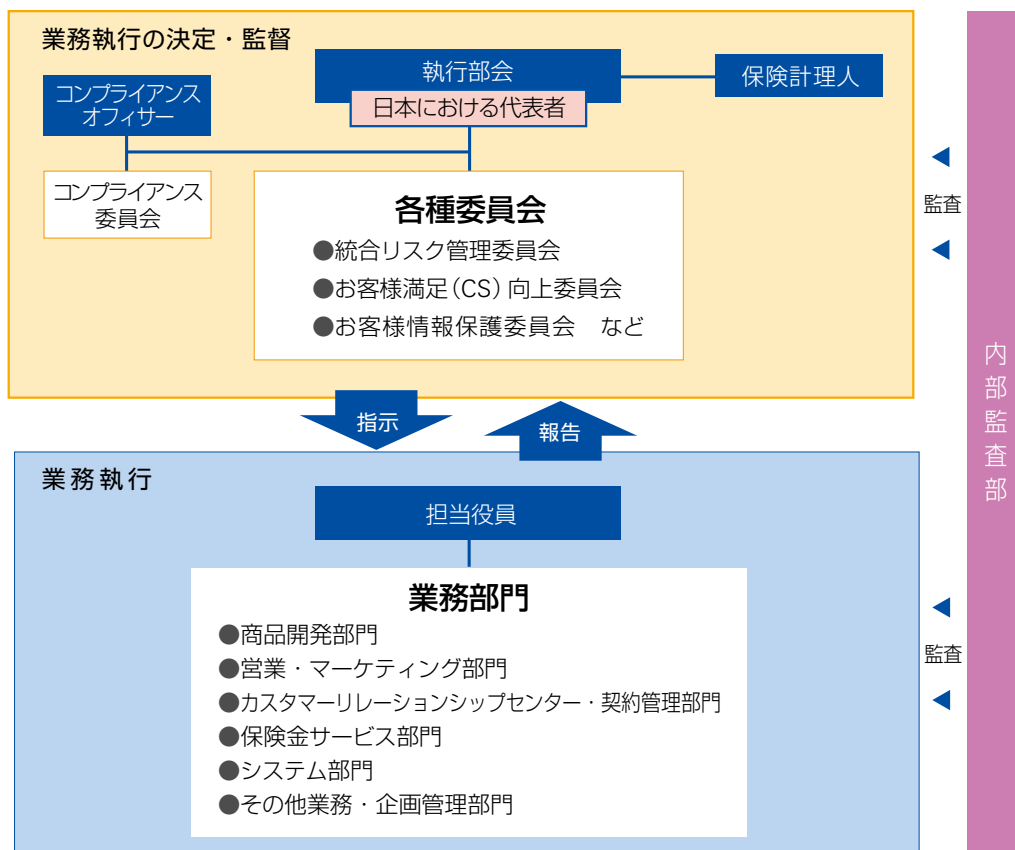 業務執行の決定・監督
執行部会
保険計理人
日本における代表者
コンプライアンス
オフィサー
コンプライアンス
委員会
各種委員会
●統合リスク管理委員会
●お客様満足(CS)向上委員会
●お客様情報保護委員会 など
監査
内部監査部
指示
報告
業務執行
担当役員
業務部門
●商品開発部門
●営業・マーケティング部門
●カスタマーリレーションシップセンター・契約管理部門
●保険金サービス部門
●システム部門
●その他業務・企画管理部門
監査